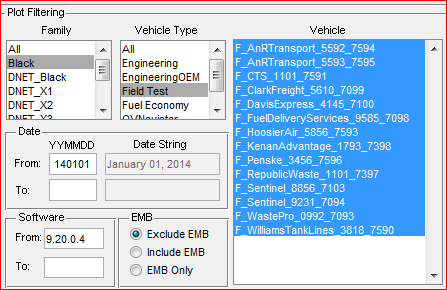 Plot Filtering
Family
Vehicle Type
Vehicle
All
Black
DNET_Black
DNET_X1
DNET_X2
DNET_X3
All
Engineering
EngineeringOEM
Field Test
Fuel Economy
OVNavistar
F_AnRTransport_5592_7594
F_AnRTransport_5593_7595
F_CTS_1101_7591
F_ClarkFreight_5610_7099
F_DavisExpress_4145_7100
F_FuelDeliveryServices_9585_7098
F_HoosierAir_5856_7593
F_KenanAdvantage_1793_7398
F_Penske_3456_7596
F_RepublicWaste_1101_7397
F_Sentinel_8856_7103
F_Sentinel_9231_7094
F_WastePro_0992_7093
F_WilliamsTankLines_3818_7590
Date
YYMMDD
Date String
From:
140101
January 01, 2014
To:
Software
From:
9.20.0.4
To:
EMB
Exclude EMB
Include EMB
EMB Only